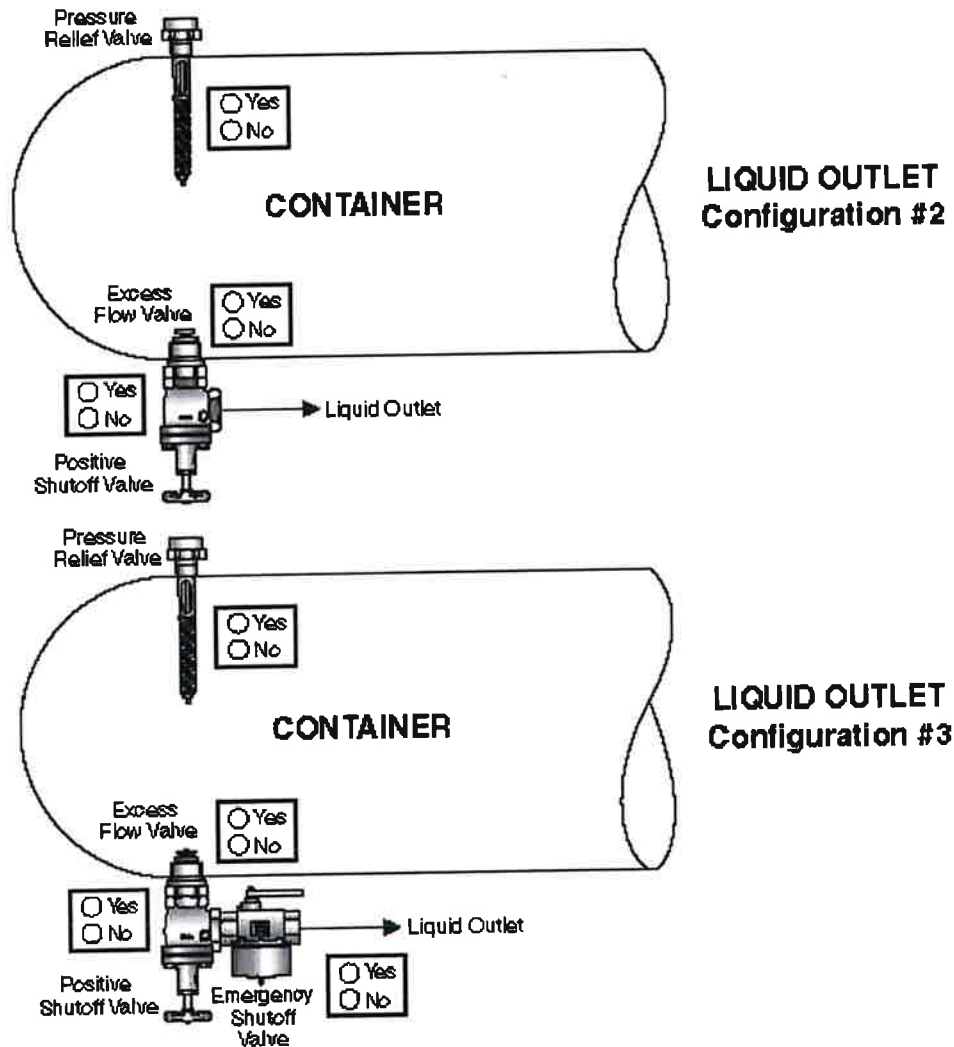 Pressure
Relief Valve
Yes
No
CONTAINER
LIQUID OUTLET
Configuration #2
Excess
Flow Valve
Yes
No
Yes
No
Liquid Outlet
Positive
Shutoff Valve
Pressure
Relief Valve
Yes
No
CONTAINER
LIQUID OUTLET
Configuration #3
Excess
Flow Valve
Yes
No
Yes
No
Liquid Outlet
Positive
Shutoff Valve
Emergency
Shutoff
Valve
Yes
No